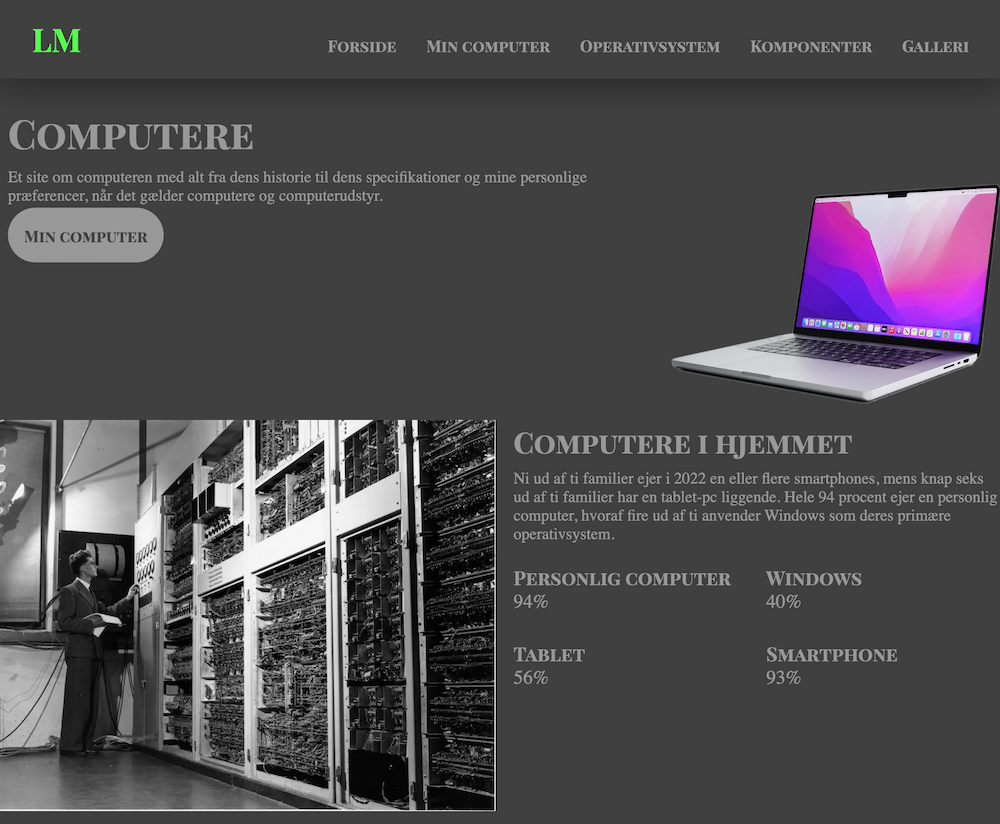 LM
Forside Min computer Operativsystem Komponenter Galleri
Computere
Et site om computeren med alt fra dens historie til dens specifikationer og mine personlige
præferencer, når det gælder computere og computerudstyr.
Min computer
Computere i hjemmet
Ni ud af ti familier ejer i 2022 en eller flere smartphones, mens knap seks
ud af ti familier har en tablet-pc liggende. Hele 94 procent ejer en personlig
computer, hvoraf fire ud af ti anvender Windows som deres primære
operativsystem.
Personlig computer
94%
Windows
40%
Tablet
56%
Smartphone
93%